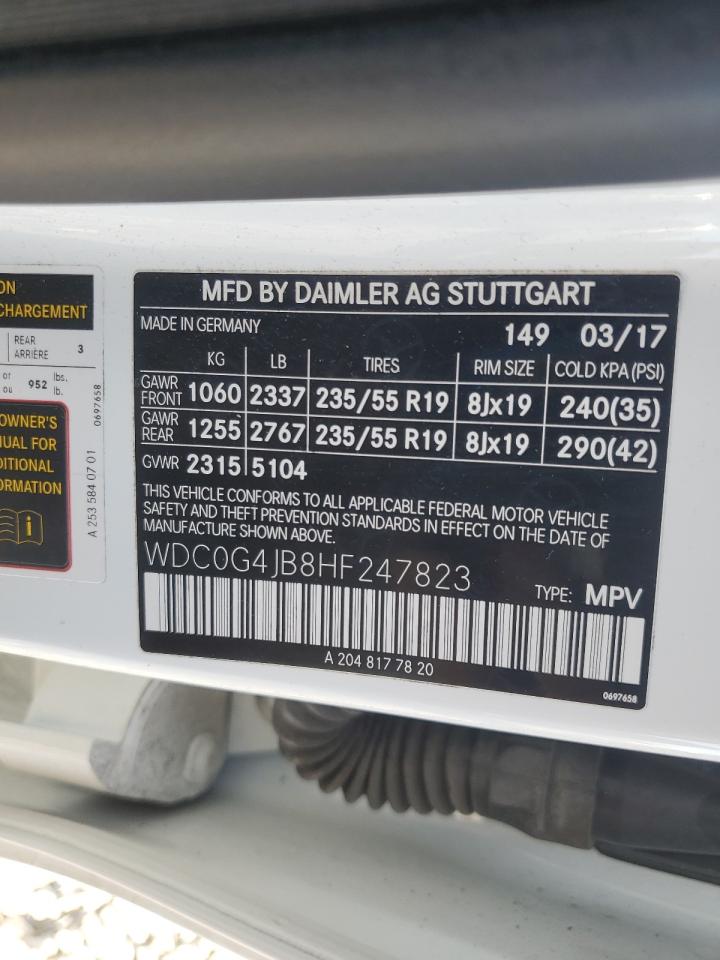 ON
CHARGEMENT
REAR
ARRIÈRE 3
or
ou 952 lbs.
lb.
OWNER'S
UAL FOR
DITIONAL
FORMATION
i
A 253 584 07 01
0697658
MFD BY DAIMLER AG STUTTGART
MADE IN GERMANY 149 03/17
KG LB TIRES RIM SIZE COLD KPA(PSI)
GAWR FRONT 1060 2337 235/55 R19 8Jx19 240(35)
GAWR REAR 1255 2767 235/55 R19 8Jx19 290(42)
GVWR 2315 5104
THIS VEHICLE CONFORMS TO ALL APPLICABLE FEDERAL MOTOR VEHICLE
SAFETY AND THEFT PREVENTION STANDARDS IN EFFECT ON THE DATE OF
MANUFACTURE SHOWN ABOVE.
WDC0G4JB8HF247823
TYPE: MPV
A 204 817 78 20
0697658